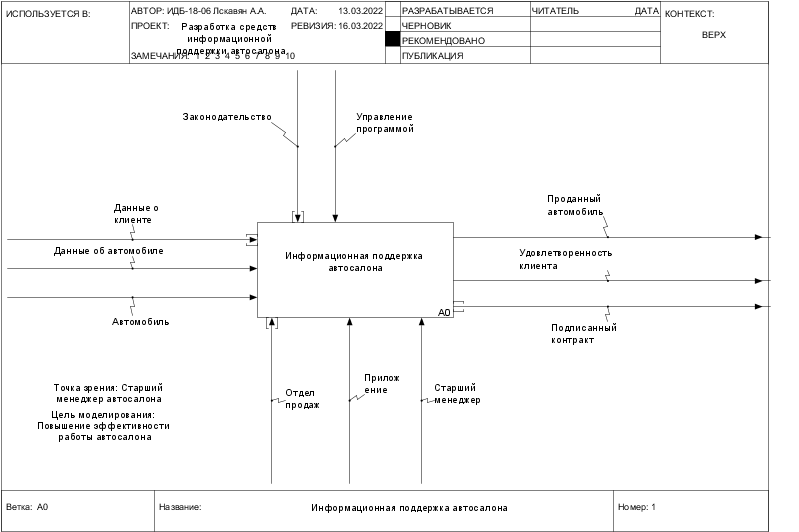 ИСПОЛЬЗУЕТСЯ В:
АВТОР: ИДБ-18-06 Лскавян А.А.
ДАТА: 13.03.2022
ПРОЕКТ: Разработка средств
информационной
поддержки автосалона
РЕВИЗИЯ: 16.03.2022
ЗАМЕЧАНИЯ: 1 2 3 4 5 6 7 8 9 10
РАЗРАБАТЫВАЕТСЯ
ЧЕРНОВИК
РЕКОМЕНДОВАНО
ПУБЛИКАЦИЯ
ЧИТАТЕЛЬ ДАТА
КОНТЕКСТ:
ВЕРХ
Законодательство
Управление
программой
Данные о
клиенте
Данные об автомобиле
Автомобиль
Информационная поддержка
автосалона
A0
Проданный
автомобиль
Удовлетворенность
клиента
Подписанный
контракт
Отдел
продаж
Прилож
ение
Старший
менеджер
Точка зрения: Старший
менеджер автосалона
Цель моделирования:
Повышение эффективности
работы автосалона
Ветка: A0
Название: Информационная поддержка автосалона
Номер: 1